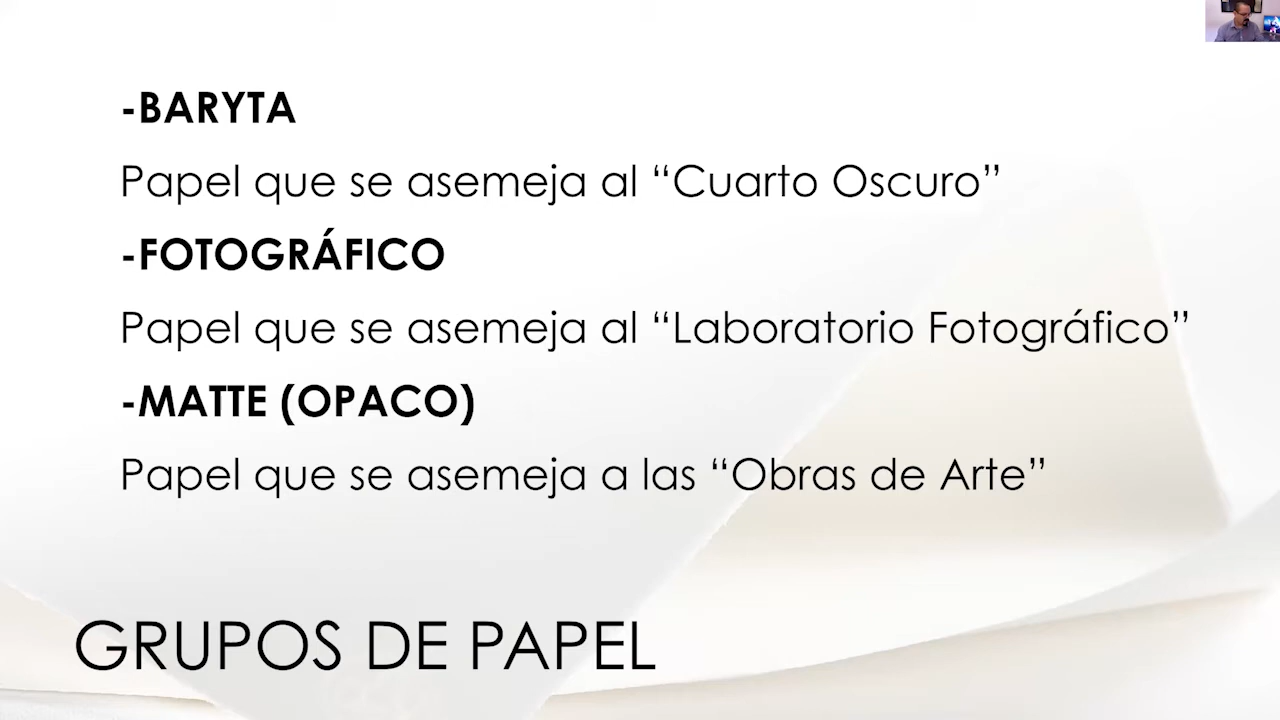 -BARYTA
Papel que se asemeja al “Cuarto Oscuro”
-FOTOGRÁFICO
Papel que se asemeja al “Laboratorio Fotográfico”
-MATTE (OPACO)
Papel que se asemeja a las “Obras de Arte”
GRUPOS DE PAPEL